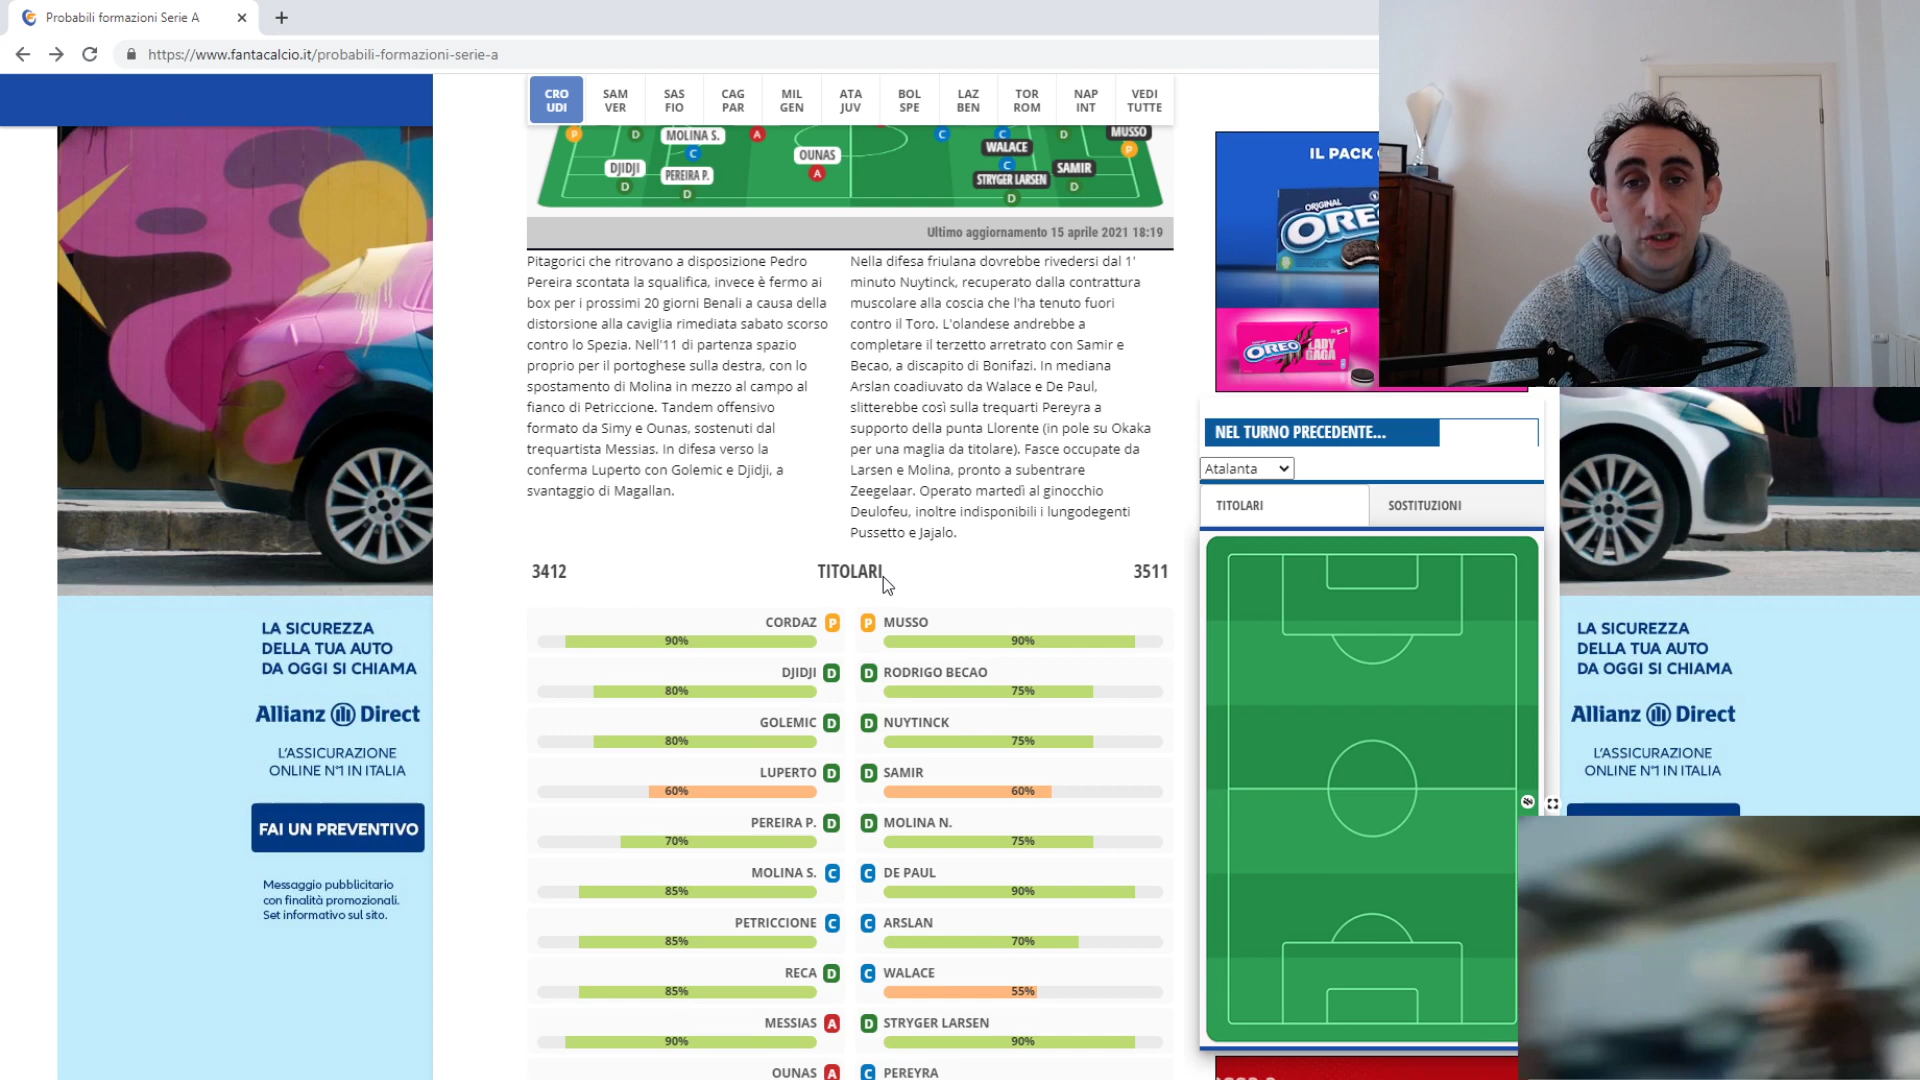 Probabili formazioni Serie A
https://www.fantacalcio.it/probabili-formazioni-serie-a
CRO UDI
SAM VER
SAS FIO
CAG PAR
MIL GEN
ATA JUV
BOL SPE
LAZ BEN
TOR ROM
NAP INT
VEDI TUTTE
P
D
MOLINA S.
A
C
C
D
MUSSO
C
OUNAS
WALACE
P
DJIDJI
PEREIRA P.
A
C
STRYGER LARSEN
SAMIR
D
D
D
D
Ultimo aggiornamento 15 aprile 2021 18:19
Pitagorici che ritrovano a disposizione Pedro
Pereira scontata la squalifica, invece è fermo ai
box per i prossimi 20 giorni Benali a causa della
distorsione alla caviglia rimediata sabato scorso
contro lo Spezia. Nell'11 di partenza spazio
proprio per il portoghese sulla destra, con lo
spostamento di Molina in mezzo al campo al
fianco di Petriccione. Tandem offensivo
formato da Simy e Ounas, sostenuti dal
trequartista Messias. In difesa verso la
conferma Luperto con Golemic e Djidji, a
svantaggio di Magallan.
Nella difesa friulana dovrebbe rivedersi dal 1'
minuto Nuytinck, recuperato dalla contrattura
muscolare alla coscia che l'ha tenuto fuori
contro il Toro. L'olandese andrebbe a
completare il terzetto arretrato con Samir e
Becao, a discapito di Bonifazi. In mediana
Arslan coadiuvato da Walace e De Paul,
slitterebbe così sulla trequarti Pereyra a
supporto della punta Llorente (in pole su Okaka
per una maglia da titolare). Fasce occupate da
Larsen e Molina, pronto a subentrare
Zeegelaar. Operato martedì al ginocchio
Deulofeu, inoltre indisponibili i lungodegenti
Pussetto e Jajalo.
3412 TITOLARI 3511
CORDAZ P P MUSSO
90% 90%
DJIDJI D D RODRIGO BECAO
80% 75%
GOLEMIC D D NUYTINCK
80% 75%
LUPERTO D D SAMIR
60% 60%
PEREIRA P. D D MOLINA N.
70% 75%
MOLINA S. C C DE PAUL
85% 90%
PETRICCIONE C C ARSLAN
85% 70%
RECA D C WALACE
85% 55%
MESSIAS A D STRYGER LARSEN
90% 90%
OUNAS A C PEREYRA
IL PACK
ORIGINAL
OREO
OREO
LADY GAGA
NEL TURNO PRECEDENTE...
Atalanta
TITOLARI SOSTITUZIONI
LA SICUREZZA
DELLA TUA AUTO
DA OGGI SI CHIAMA
Allianz Direct
L'ASSICURAZIONE
ONLINE N°1 IN ITALIA
FAI UN PREVENTIVO
Messaggio pubblicitario
con finalità promozionali.
Set informativo sul sito.
LA SICUREZZA
DELLA TUA AUTO
DA OGGI SI CHIAMA
Allianz Direct
L'ASSICURAZIONE
ONLINE N°1 IN ITALIA